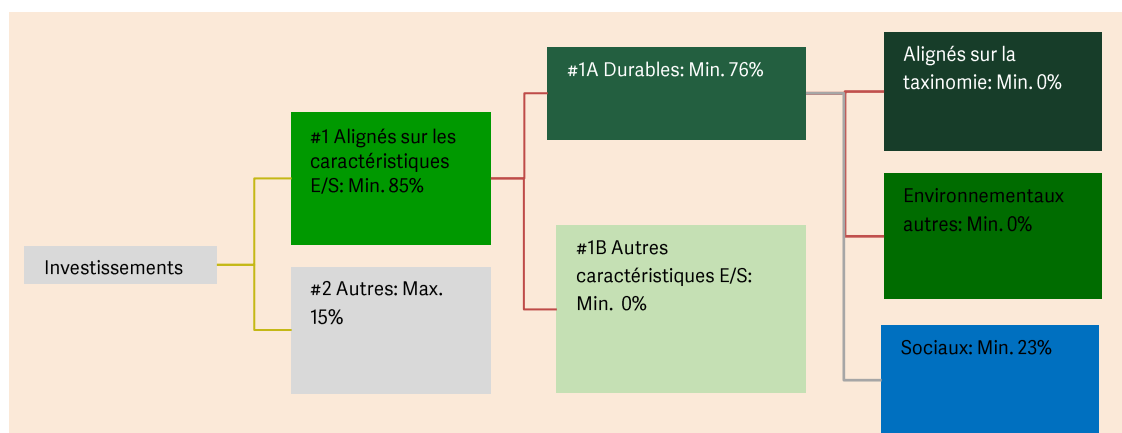 Investissements
#1 Alignés sur les
caractéristiques
E/S: Min. 85%
#2 Autres: Max.
15%
#1A Durables: Min. 76%
#1B Autres
caractéristiques E/S:
Min.  0%
Alignés sur la
taxinomie: Min. 0%
Environnementaux
autres: Min. 0%
Sociaux: Min. 23%